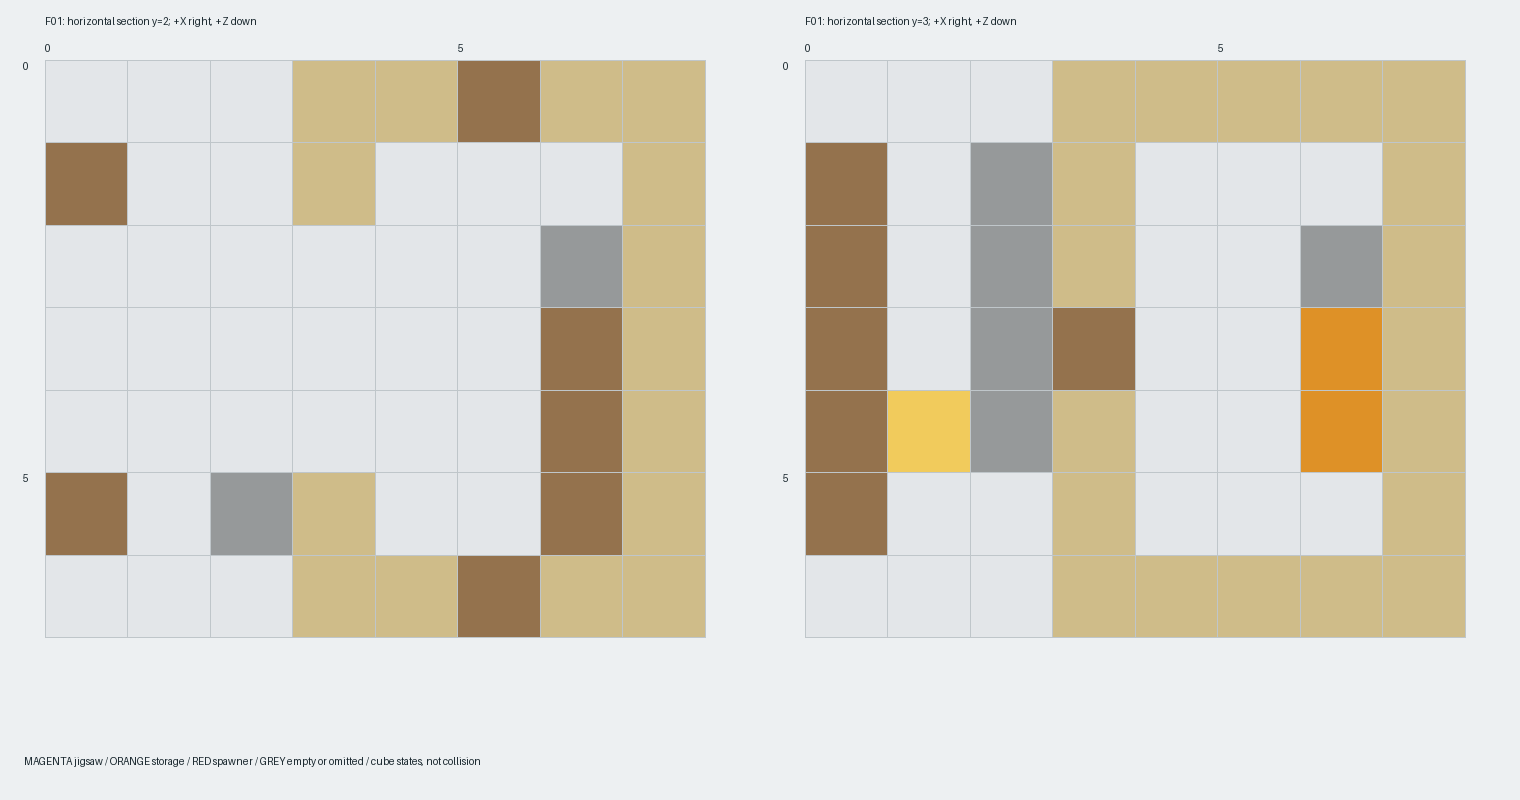 F01: horizontal section y=2; +X right, +Z down
F01: horizontal section y=3; +X right, +Z down
0 5
0 5
0
0
5
5
MAGENTA jigsaw / ORANGE storage / RED spawner / GREY empty or omitted / cube states, not collision